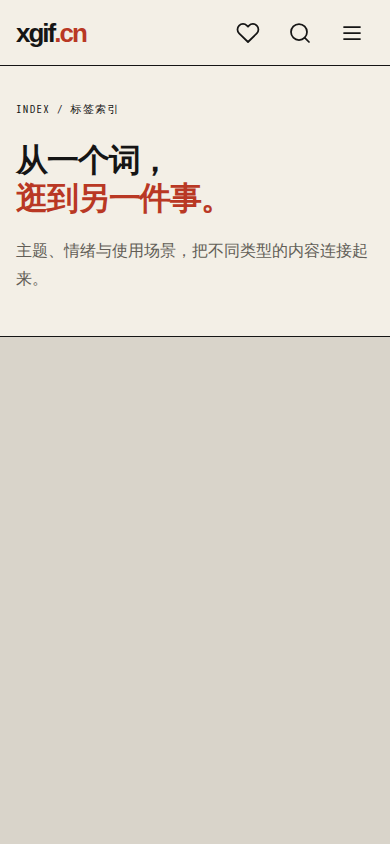 xgif.cn
INDEX / 标签索引
从一个词，
逛到另一件事。
主题、情绪与使用场景，把不同类型的内容连接起
来。